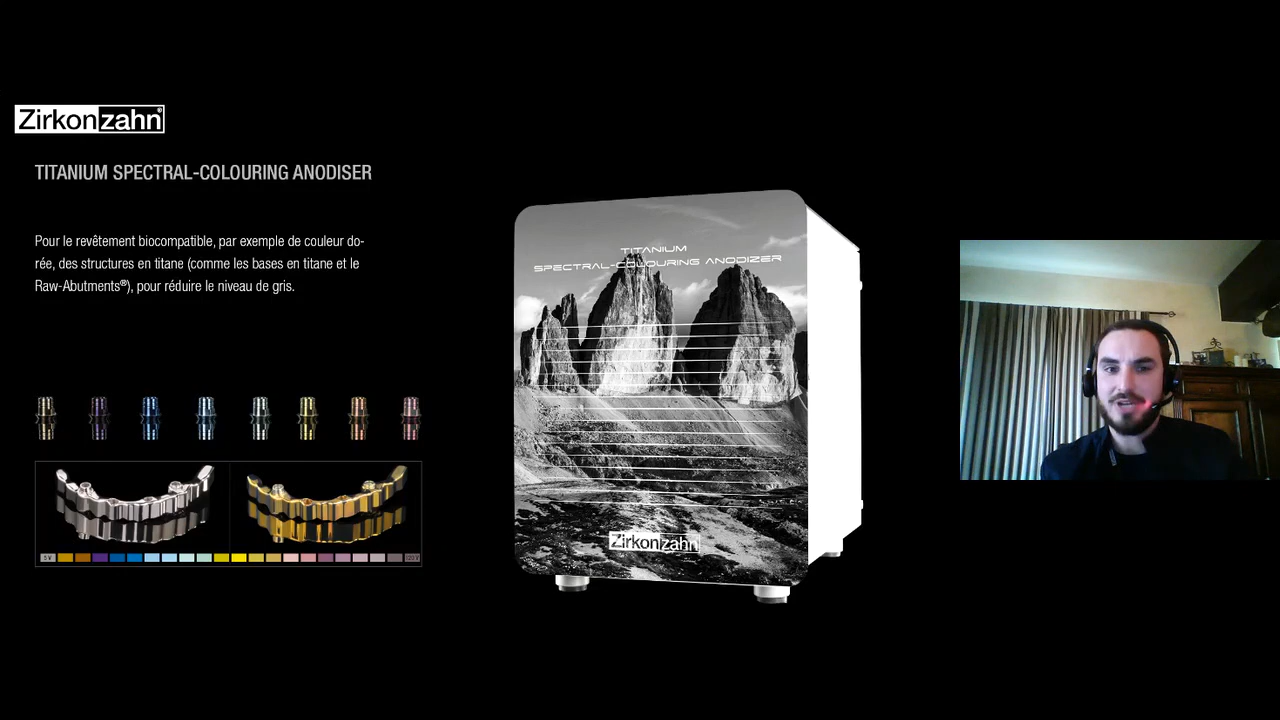 Zirkonzahn®
TITANIUM SPECTRAL-COLOURING ANODISER
Pour le revêtement biocompatible, par exemple de couleur do-
rée, des structures en titane (comme les bases en titane et le
Raw-Abutments®), pour réduire le niveau de gris.
TITANIUM
SPECTRAL-COLOURING ANODIZER
Zirkonzahn
5 V